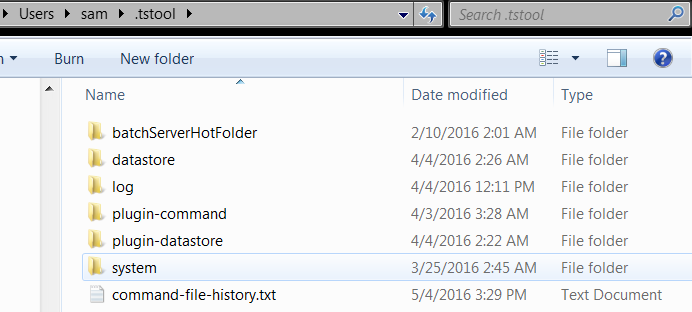 Users sam .tstool Search .tstool
Burn New folder
Name Date modified Type
batchServerHotFolder 2/10/2016 2:01 AM File folder
datastore 4/4/2016 2:26 AM File folder
log 4/4/2016 12:11 PM File folder
plugin-command 4/3/2016 3:28 AM File folder
plugin-datastore 4/4/2016 2:22 AM File folder
system 3/25/2016 2:45 AM File folder
command-file-history.txt 5/4/2016 3:29 PM Text Document